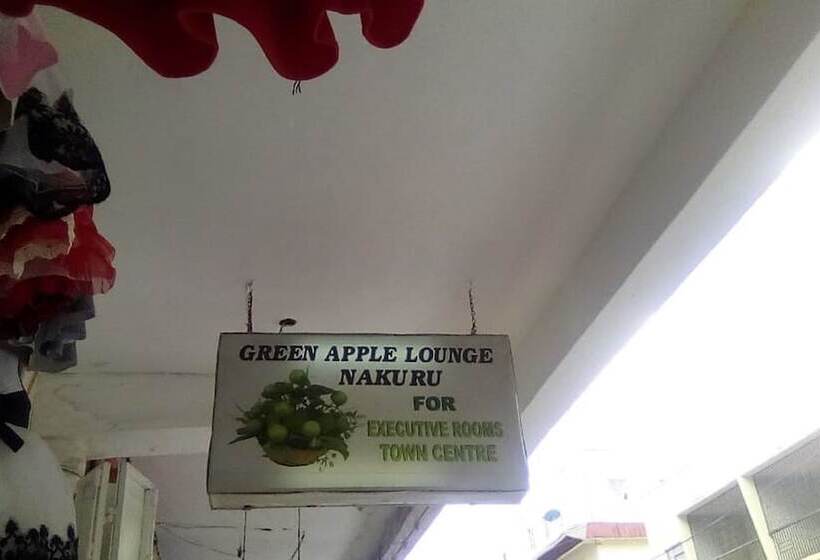 GREEN APPLE LOUNGE
NAKURU
FOR
EXECUTIVE ROOMS
TOWN CENTRE